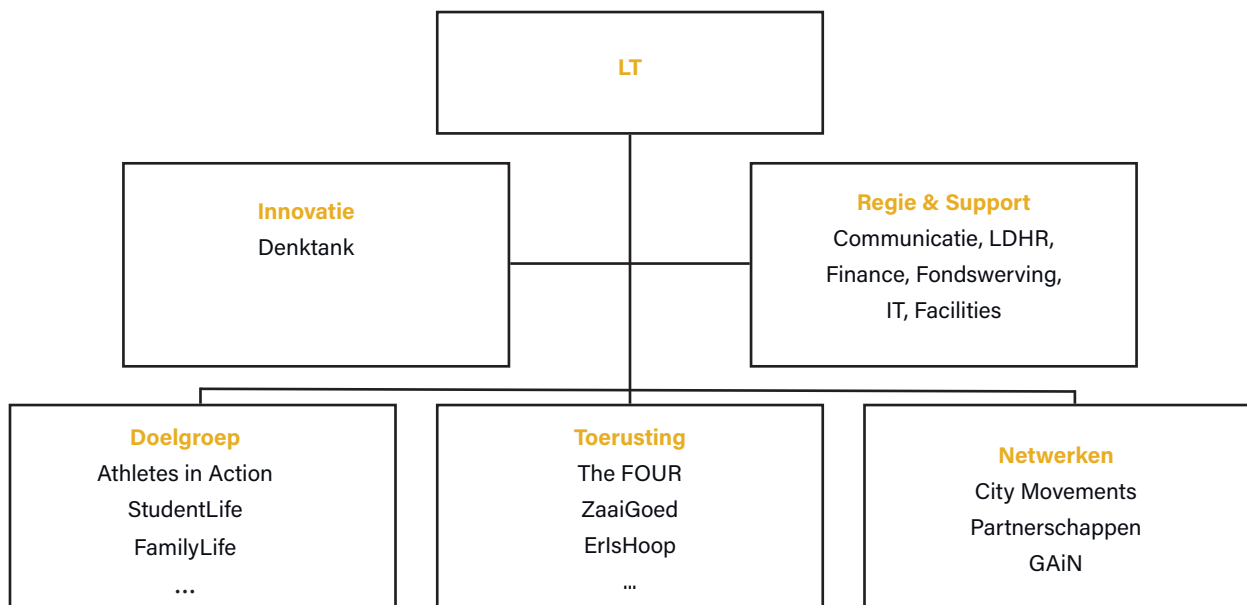 LT
Innovatie
Denktank
Regie & Support
Communicatie, LDHR,
Finance, Fondswerving,
IT, Facilities
Doelgroep
Athletes in Action
StudentLife
FamilyLife
...
Toerusting
The FOUR
ZaaiGoed
ErIsHoop
...
Netwerken
City Movements
Partnerschappen
GAiN